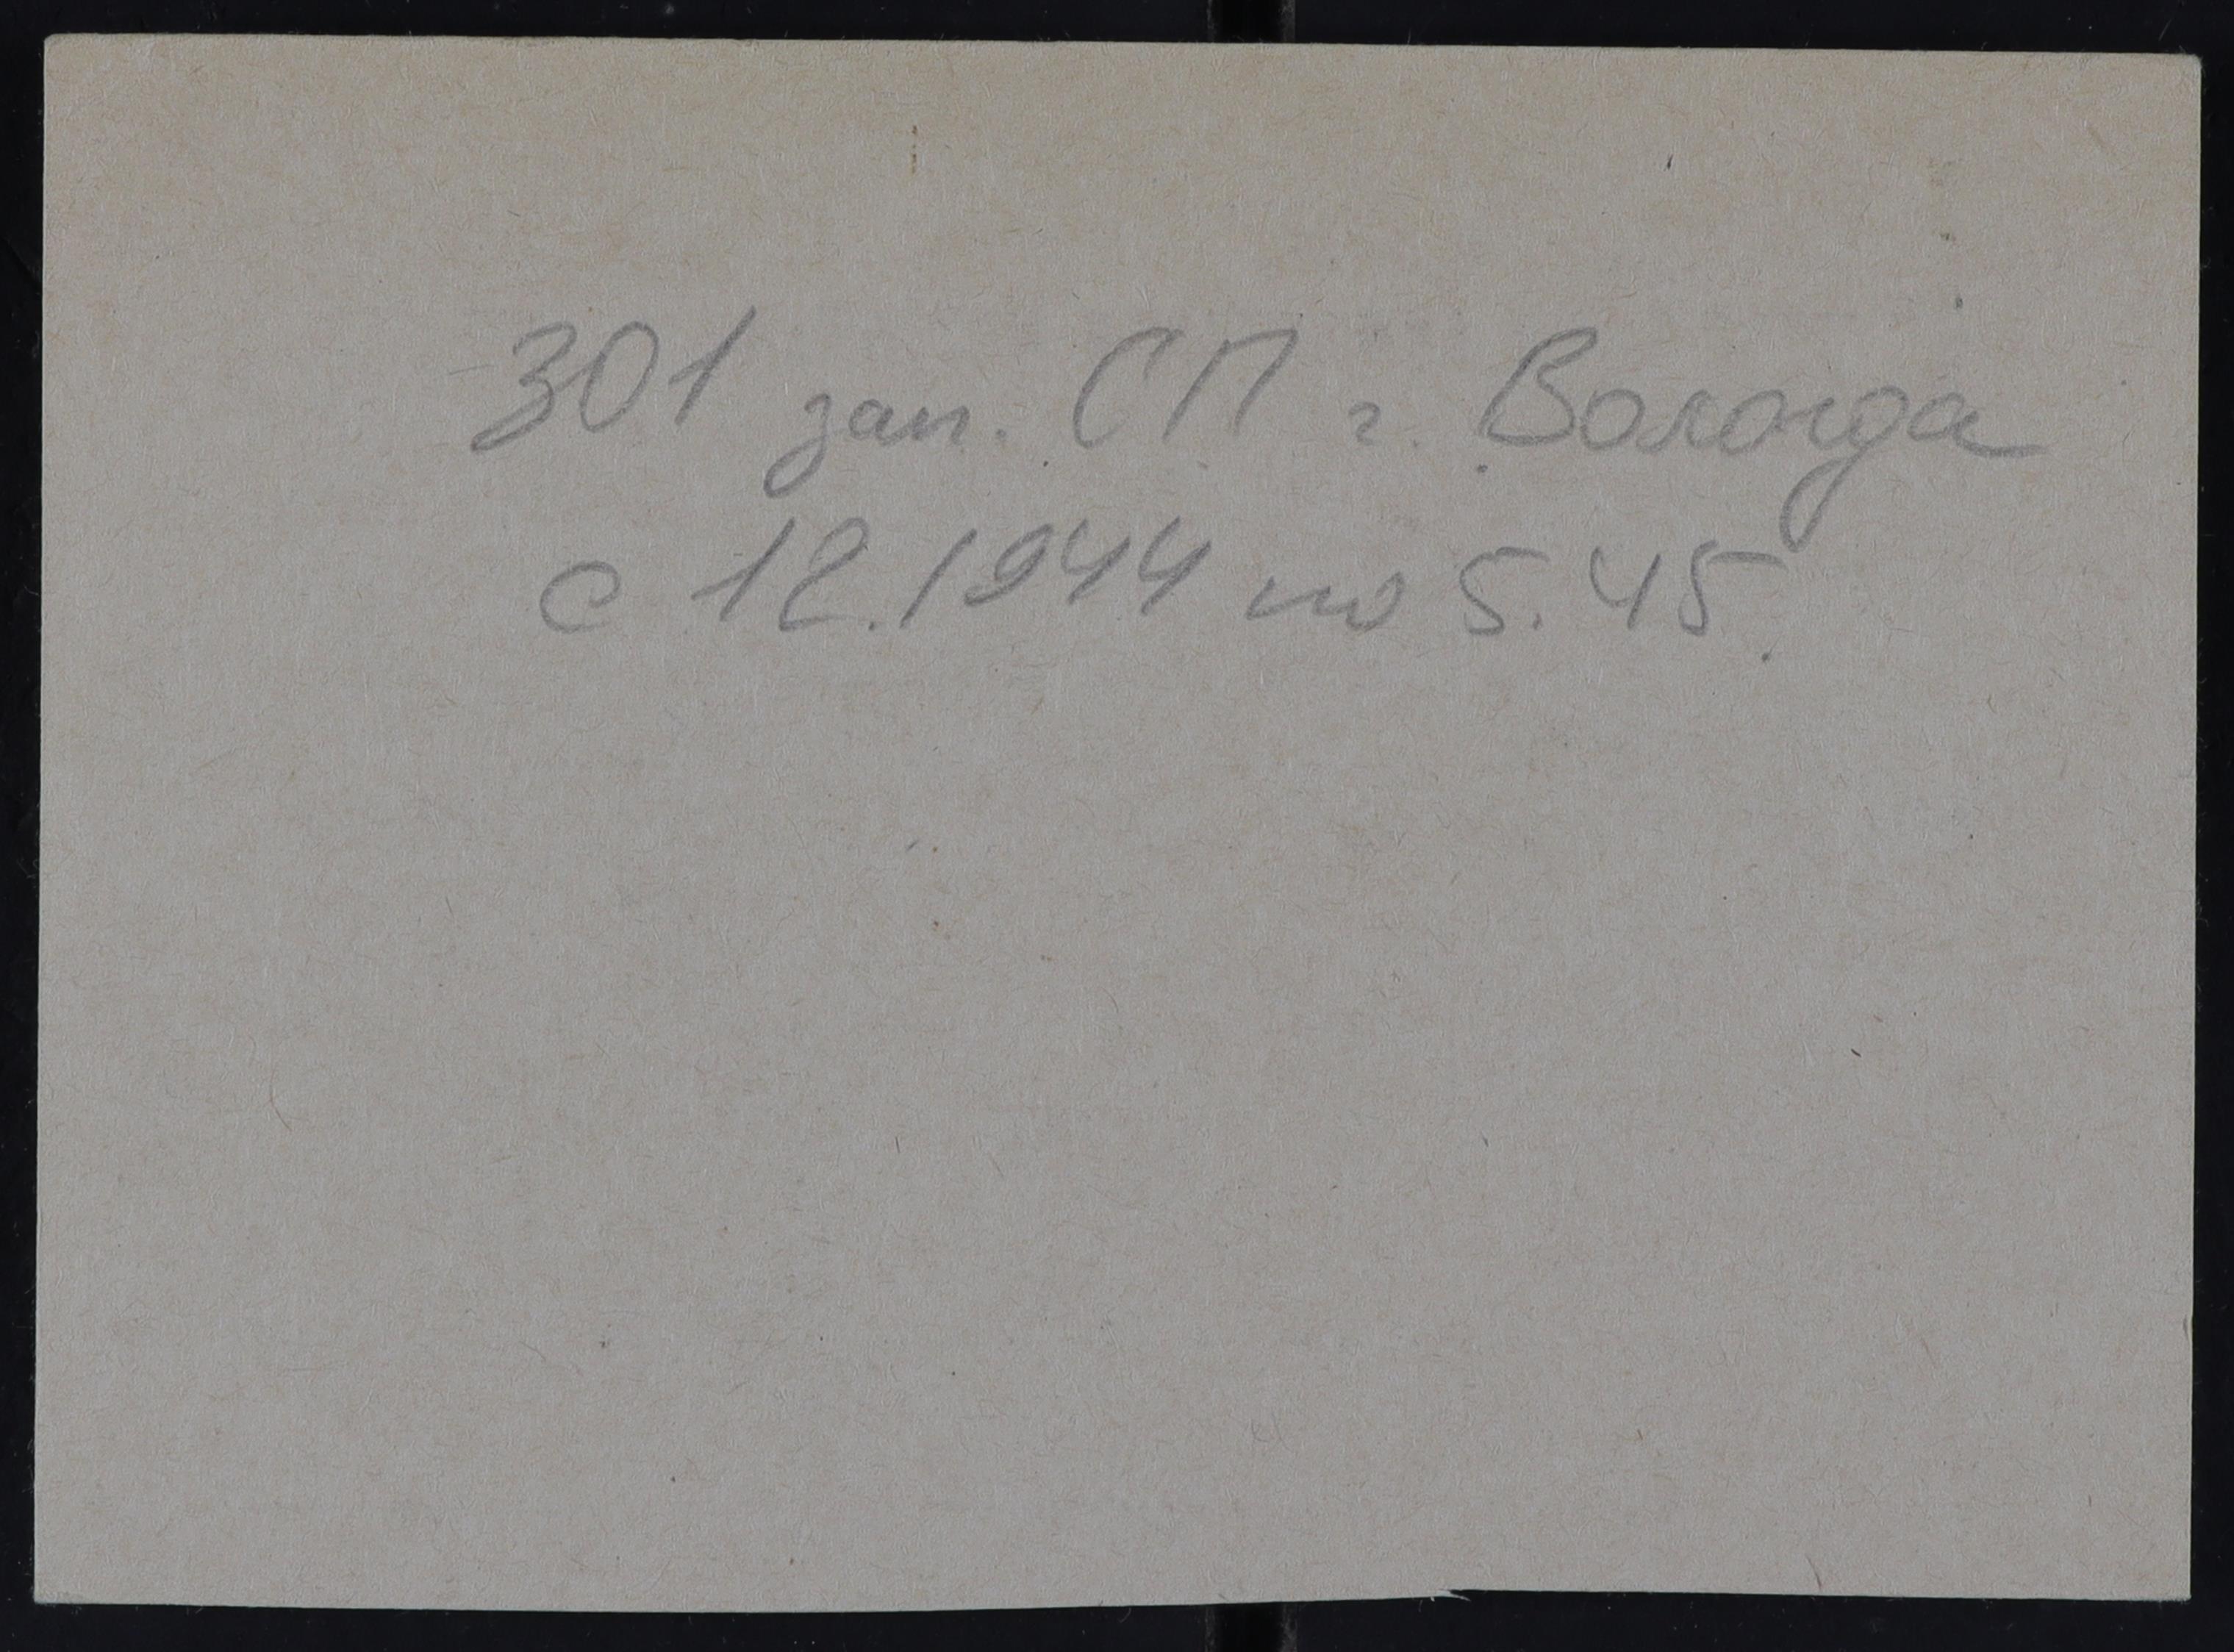 301 зап. СП г. Вологда
с 12.1944 по 5.45.